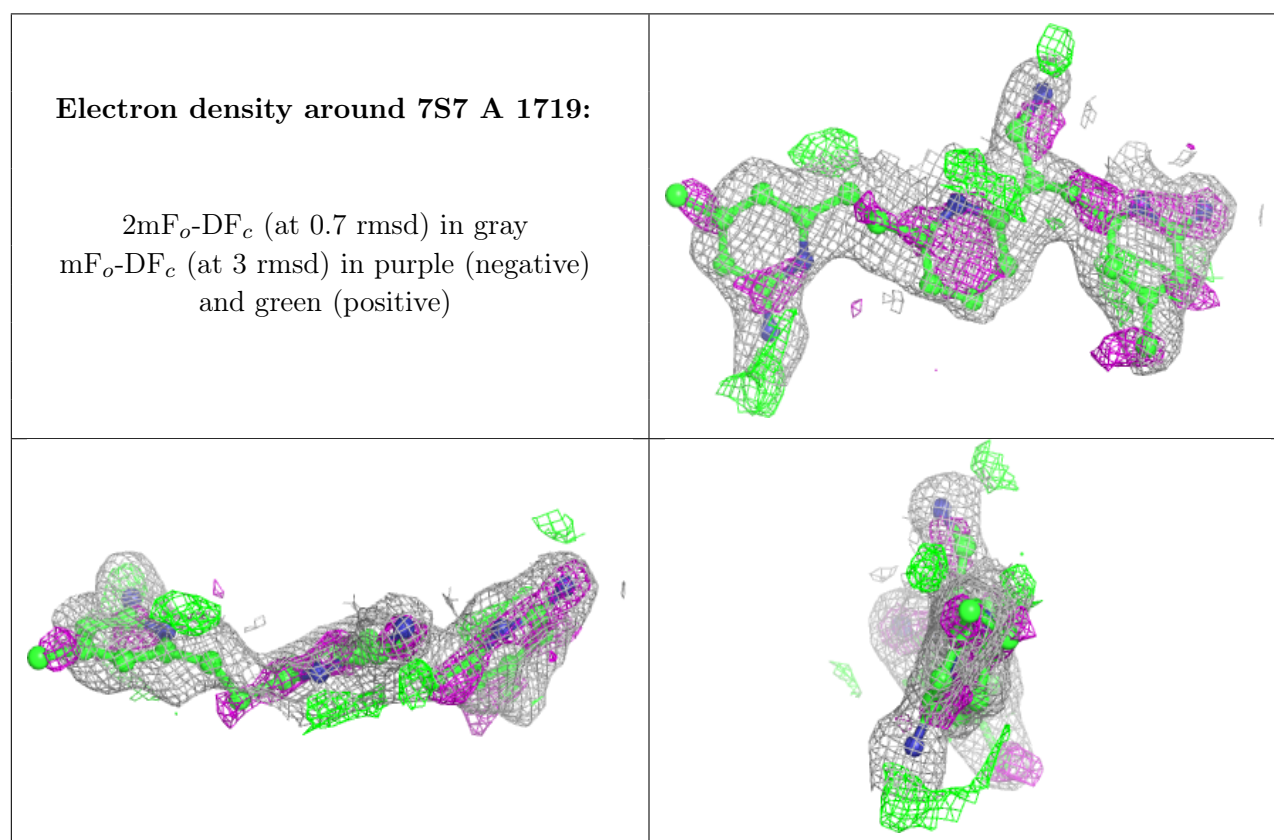 Electron density around 7S7 A 1719:
2mFo-DFc (at 0.7 rmsd) in gray
mFo-DFc (at 3 rmsd) in purple (negative)
and green (positive)